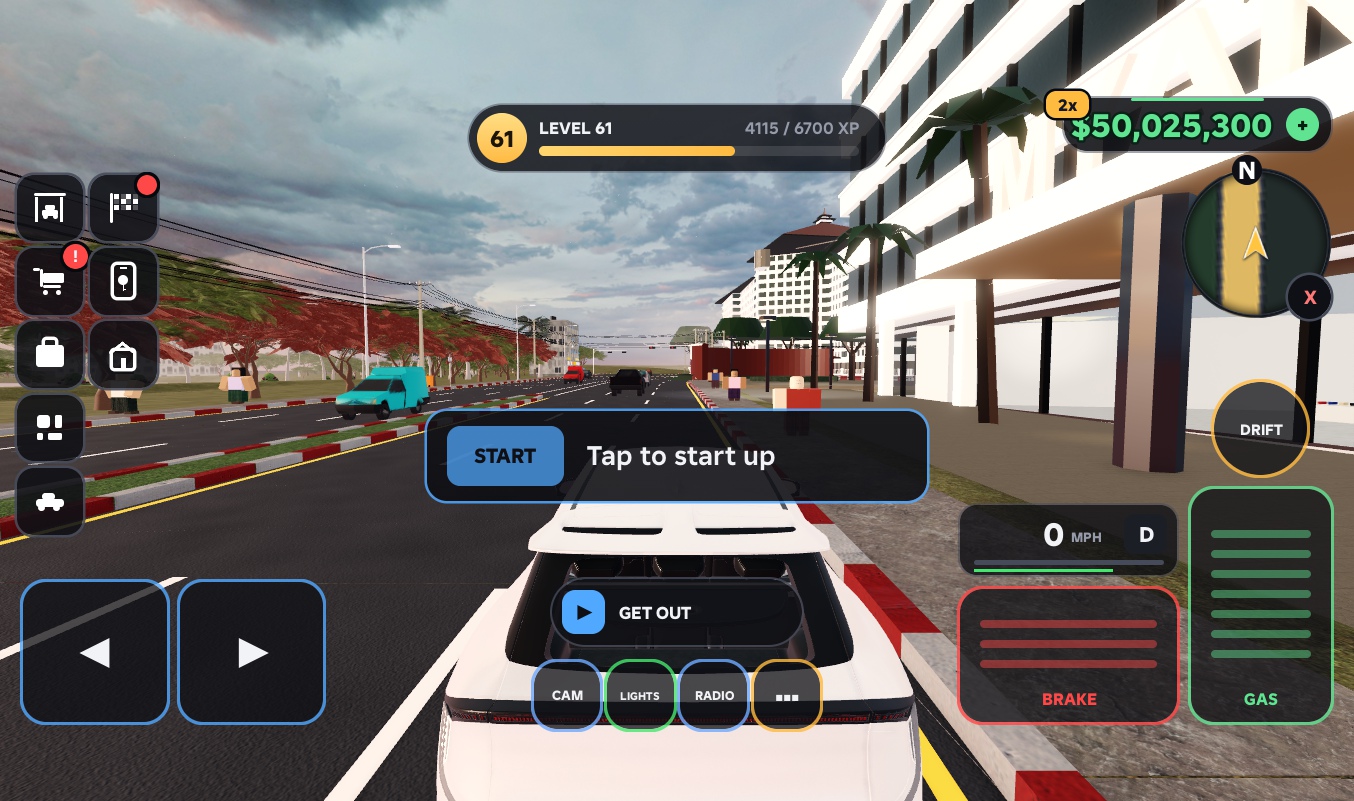 61
LEVEL 61
4115 / 6700 XP
2x
$50,025,300
+
N
!
X
DRIFT
START
Tap to start up
0 MPH
D
GET OUT
CAM
LIGHTS
RADIO
BRAKE
GAS